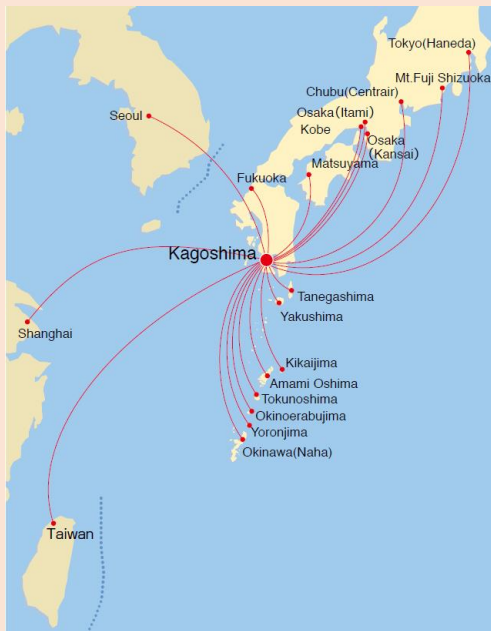 Tokyo(Haneda)
Mt.Fuji Shizuoka
Chubu(Centrair)
Osaka(Itami)
Kobe
Osaka
(Kansai)
Seoul
Matsuyama
Fukuoka
Kagoshima
Tanegashima
Yakushima
Shanghai
Kikaijima
Amami Oshima
Tokunoshima
Okinoerabujima
Yoronjima
Okinawa(Naha)
Taiwan